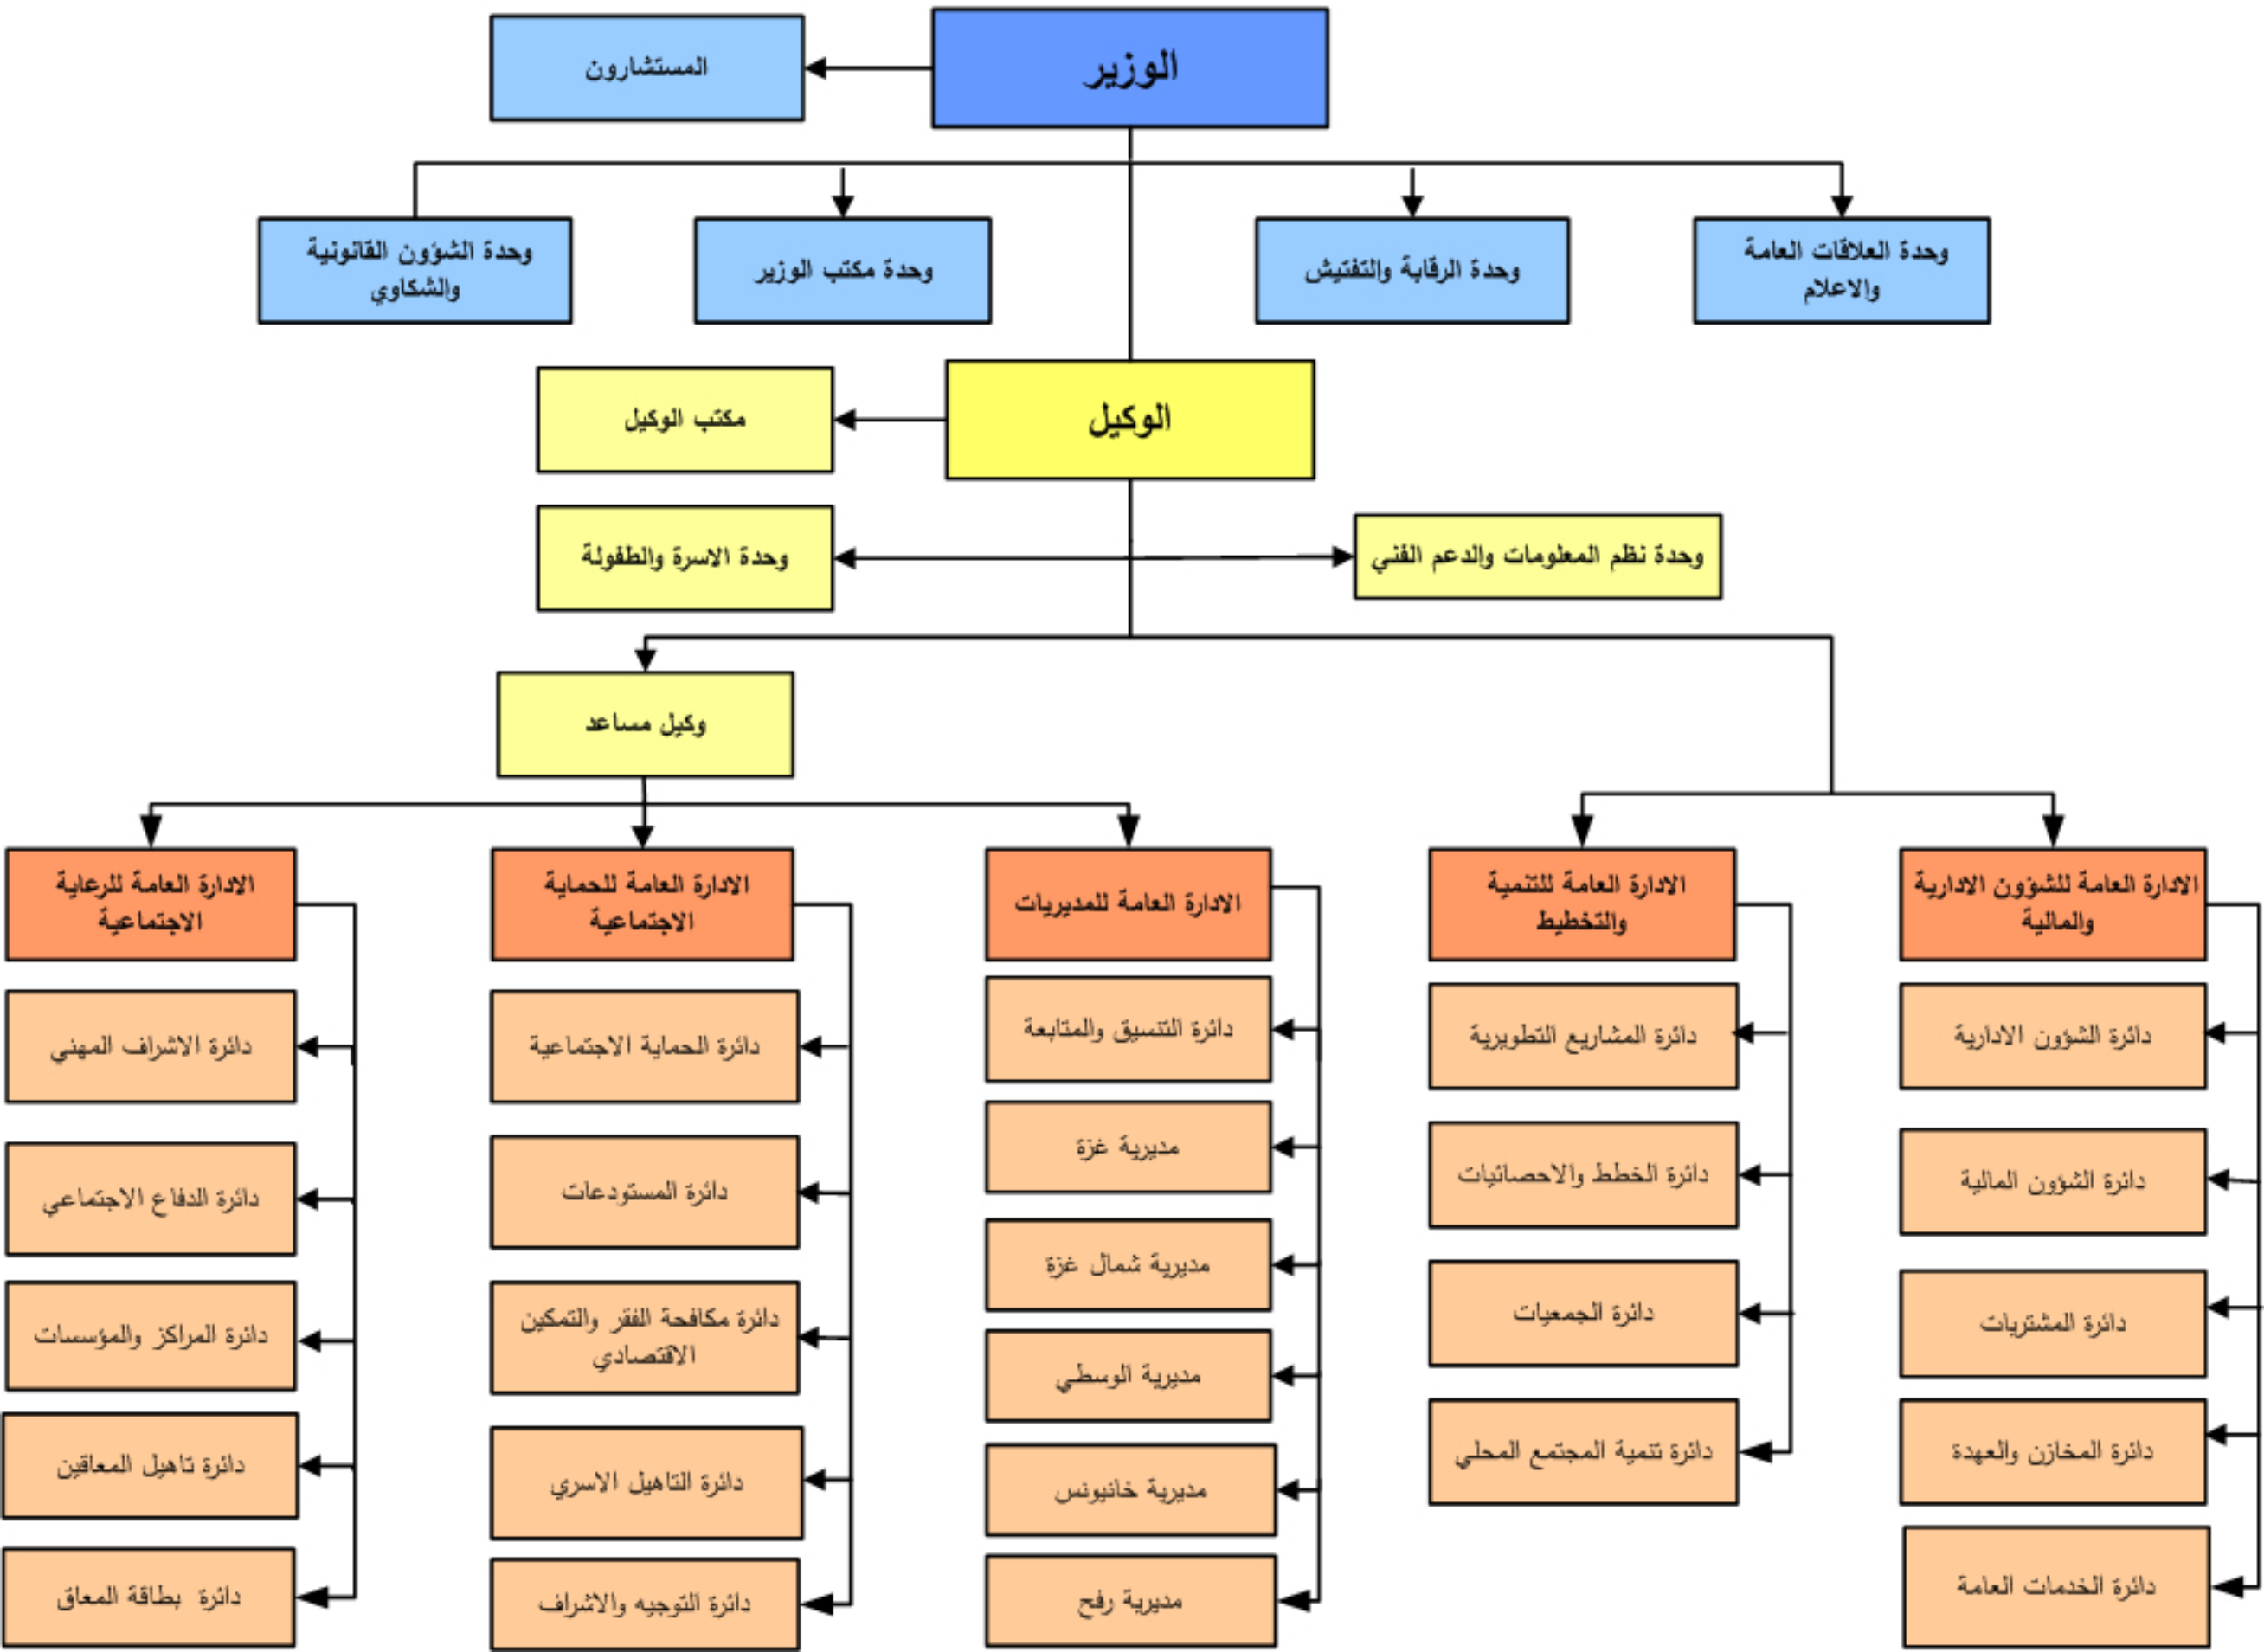 الوزير
المستشارون
وحدة العلاقات العامة
والاعلام
وحدة الرقابة والتفتيش
وحدة مكتب الوزير
وحدة الشؤون القانونية
والشكاوي
الوكيل
مكتب الوكيل
وحدة نظم المعلومات والدعم الفني
وحدة الاسرة والطفولة
وكيل مساعد
الادارة العامة للشؤون الادارية
والمالية
دائرة الشؤون الادارية
دائرة الشؤون المالية
دائرة المشتريات
دائرة المخازن والعهدة
دائرة الخدمات العامة
الادارة العامة للتنمية
والتخطيط
دائرة المشاريع التطويرية
دائرة الخطط والاحصائيات
دائرة الجمعيات
دائرة تنمية المجتمع المحلي
الادارة العامة للمديريات
دائرة التنسيق والمتابعة
مديرية غزة
مديرية شمال غزة
مديرية الوسطي
مديرية خانيونس
مديرية رفح
الادارة العامة للحماية
الاجتماعية
دائرة الحماية الاجتماعية
دائرة المستودعات
دائرة مكافحة الفقر والتمكين
الاقتصادي
دائرة التاهيل الاسري
دائرة التوجيه والاشراف
الادارة العامة للرعاية
الاجتماعية
دائرة الاشراف المهني
دائرة الدفاع الاجتماعي
دائرة المراكز والمؤسسات
دائرة تاهيل المعاقين
دائرة بطاقة المعاق